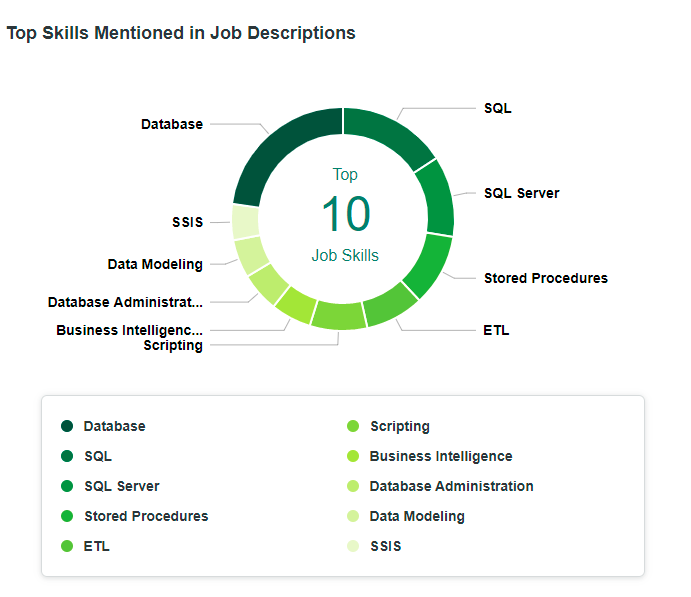 Top Skills Mentioned in Job Descriptions
Database
SQL
SSIS
SQL Server
Data Modeling
Stored Procedures
Database Administrat...
ETL
Business Intelligenc...
Scripting
Top
10
Job Skills
Database
SQL
SQL Server
Stored Procedures
ETL
Scripting
Business Intelligence
Database Administration
Data Modeling
SSIS